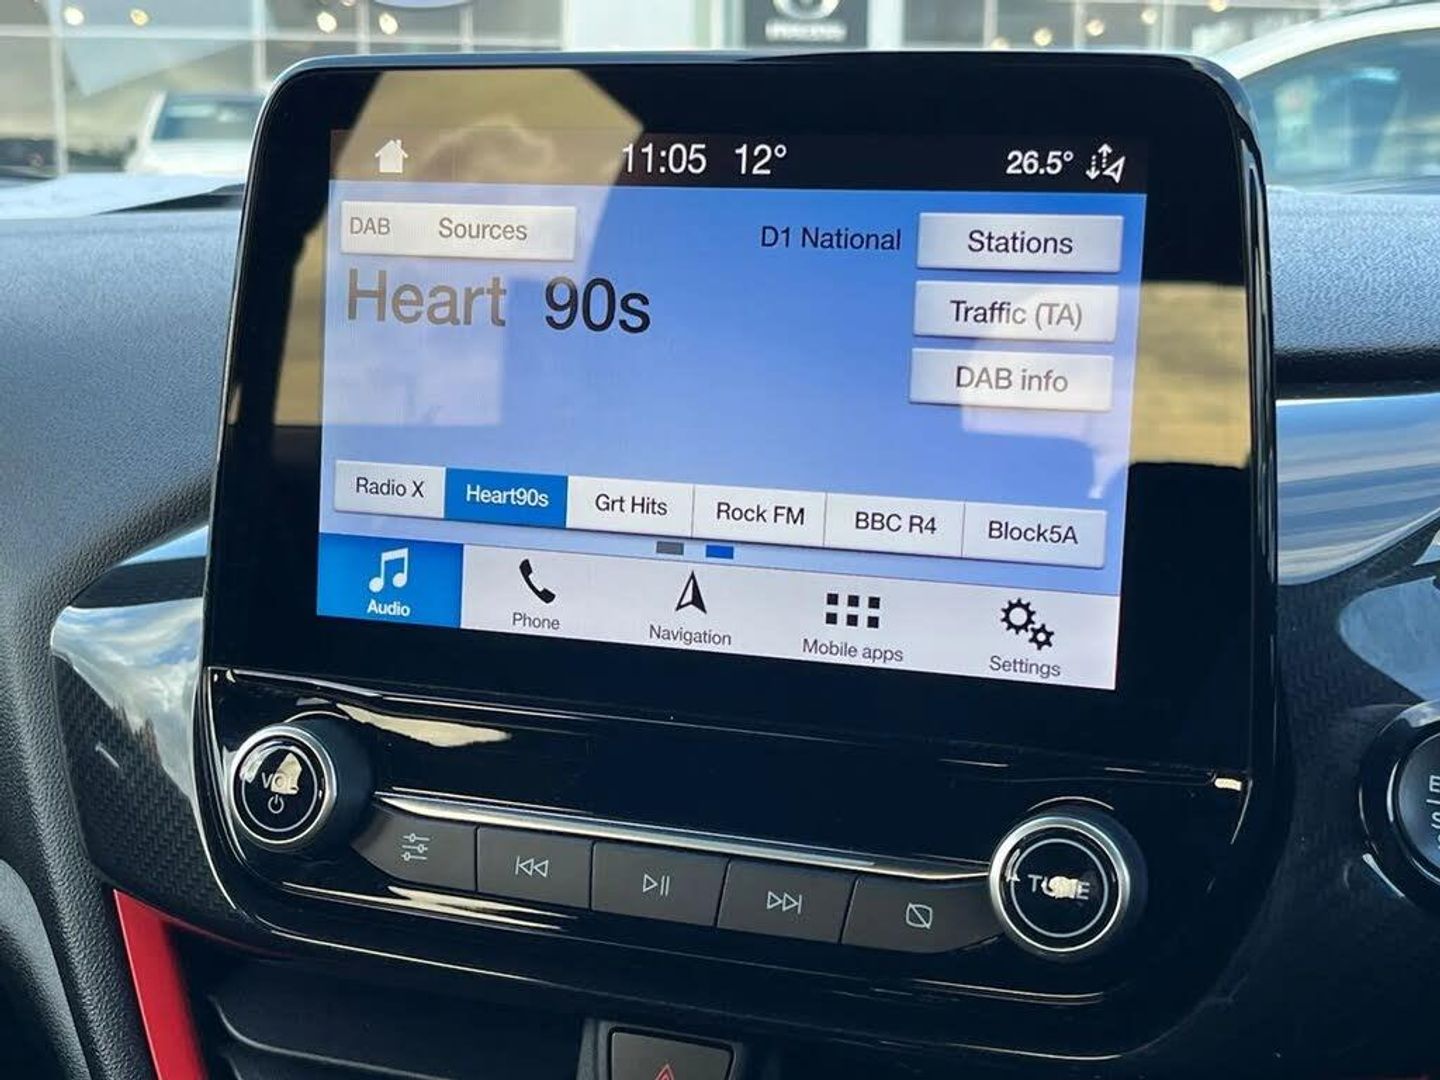 11:05 12° 26.5°
DAB Sources D1 National Stations
Heart 90s
Traffic (TA)
DAB info
Radio X Heart90s Grt Hits Rock FM BBC R4 Block5A
Audio Phone Navigation Mobile apps Settings
VOL
TUNE